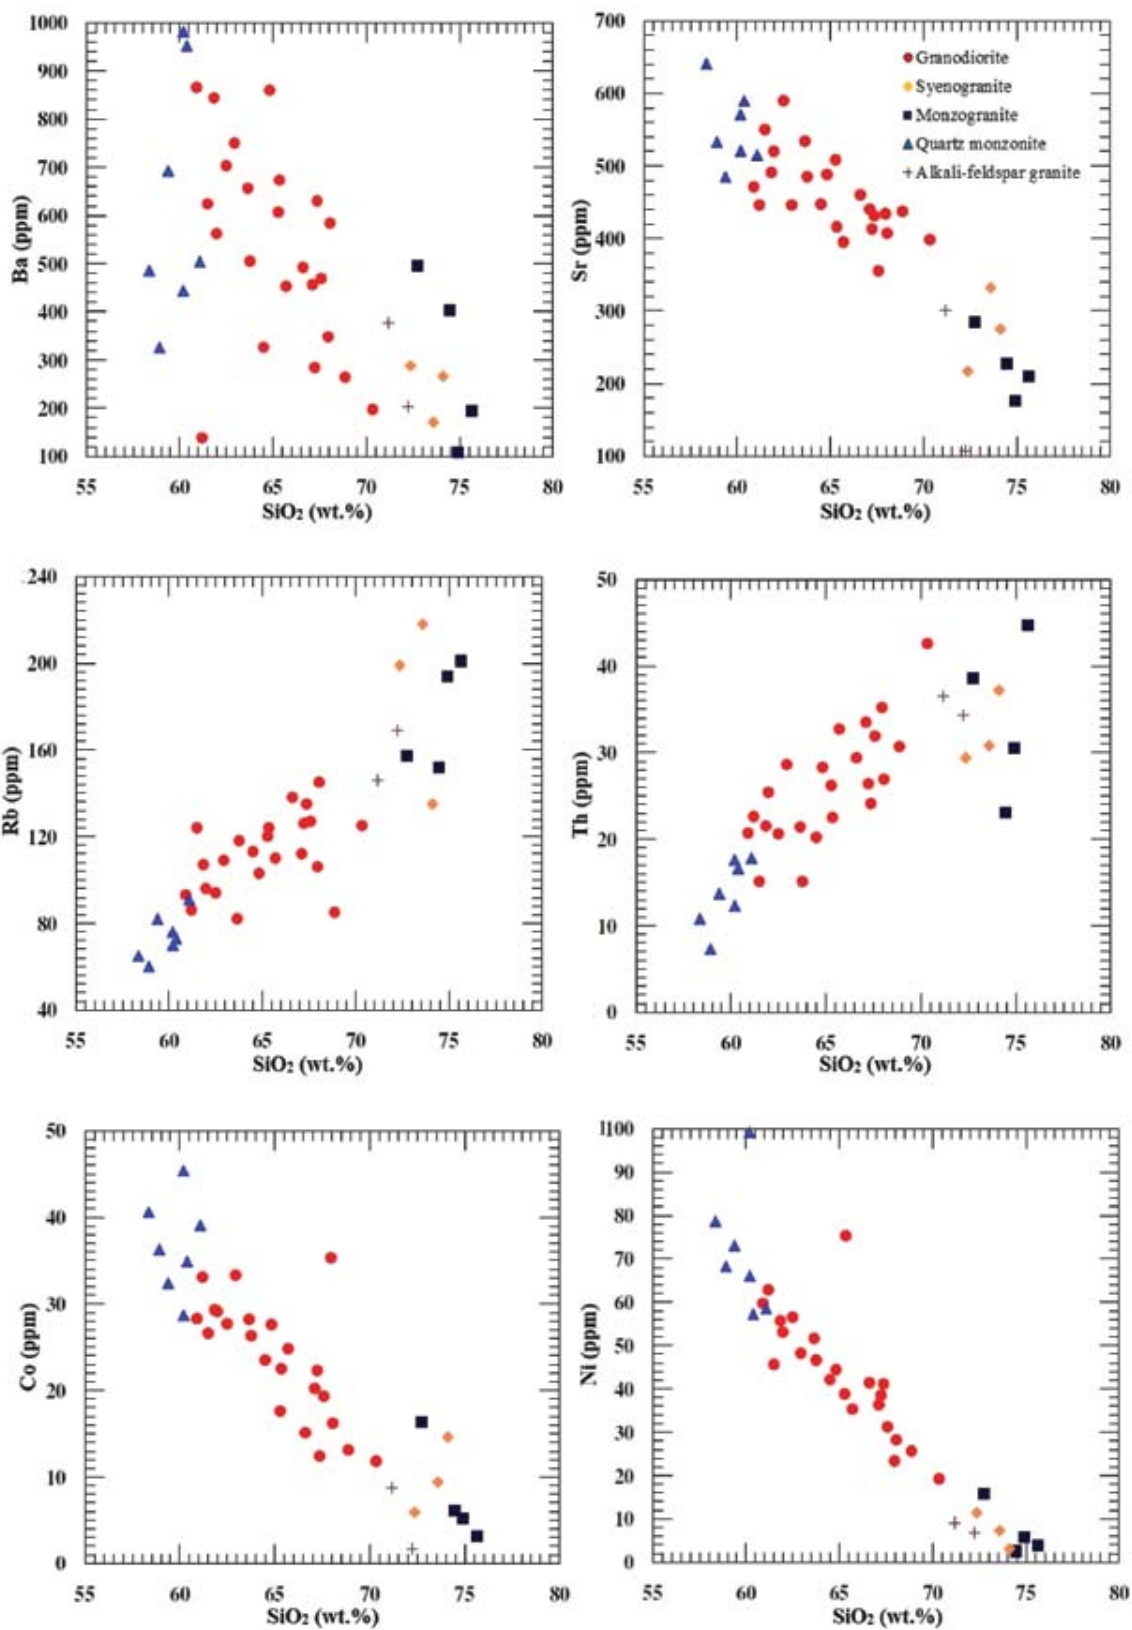 1000
900
800
700
600
500
400
300
200
100
Ba (ppm)
55 60 65 70 75 80
SiO₂ (wt.%)
700
600
500
400
300
200
100
Sr (ppm)
Granodiorite
Syenogranite
Monzogranite
Quartz monzonite
Alkali-feldspar granite
55 60 65 70 75 80
SiO₂ (wt.%)
240
200
160
120
80
40
Rb (ppm)
55 60 65 70 75 80
SiO₂ (wt.%)
50
40
30
20
10
0
Th (ppm)
55 60 65 70 75 80
SiO₂ (wt.%)
50
40
30
20
10
0
Co (ppm)
55 60 65 70 75 80
SiO₂ (wt.%)
1100
90
80
70
60
50
40
30
20
10
0
Ni (ppm)
55 60 65 70 75 80
SiO₂ (wt.%)